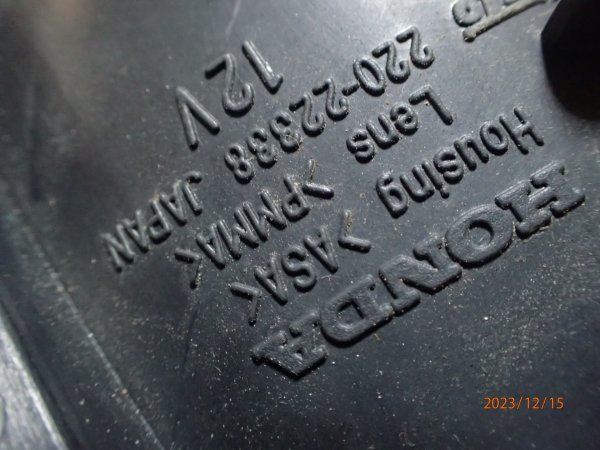 HONDA
Housing >ASA<
Lens >PMMA<
220-22338 JAPAN
12V
2023/12/15